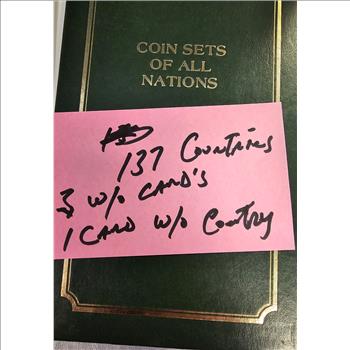 COIN SETS
OF ALL
NATIONS
137 Countries
3 w/o CARD'S
1 CARD w/o Country